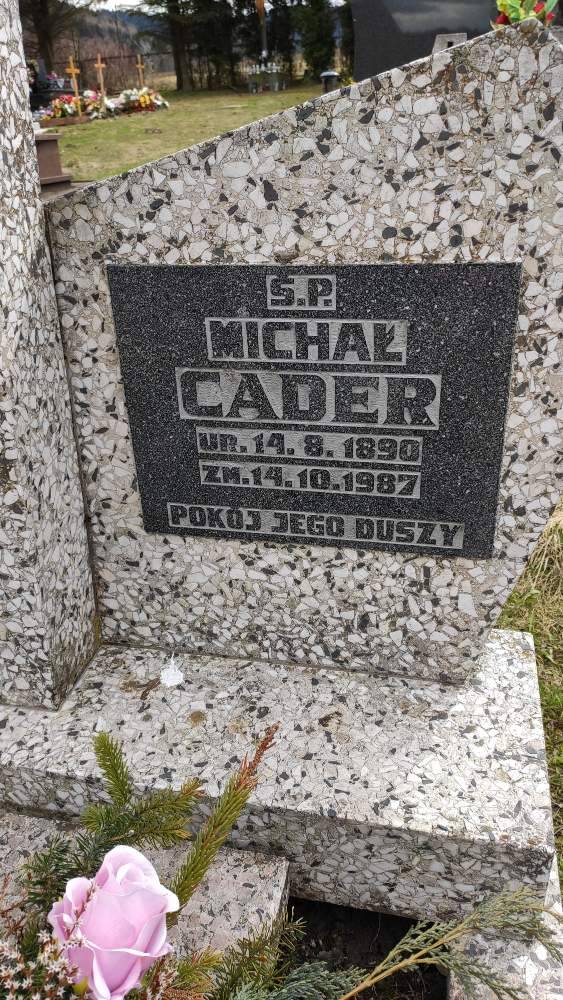 Ś.P.
MICHAŁ
CADER
UR. 14. 8. 1890
ZM. 14. 10. 1987
POKÓJ JEGO DUSZY